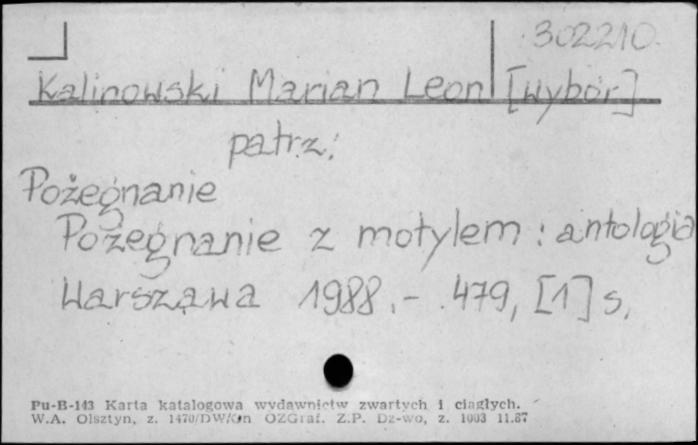 302210
Kalinowski Marian Leon [Wybór]
patrz:
Pożegnanie
Pożegnanie z motylem : antologia
Warszawa 1988.- 479, [1] s.
Pu-B-143 Karta katalogowa wydawnictw zwartych i ciągłych.
W.A. Olsztyn, z. 1470/DW/Kn OZGraf. Z.P. Dz-wo, z. 1003 11.87